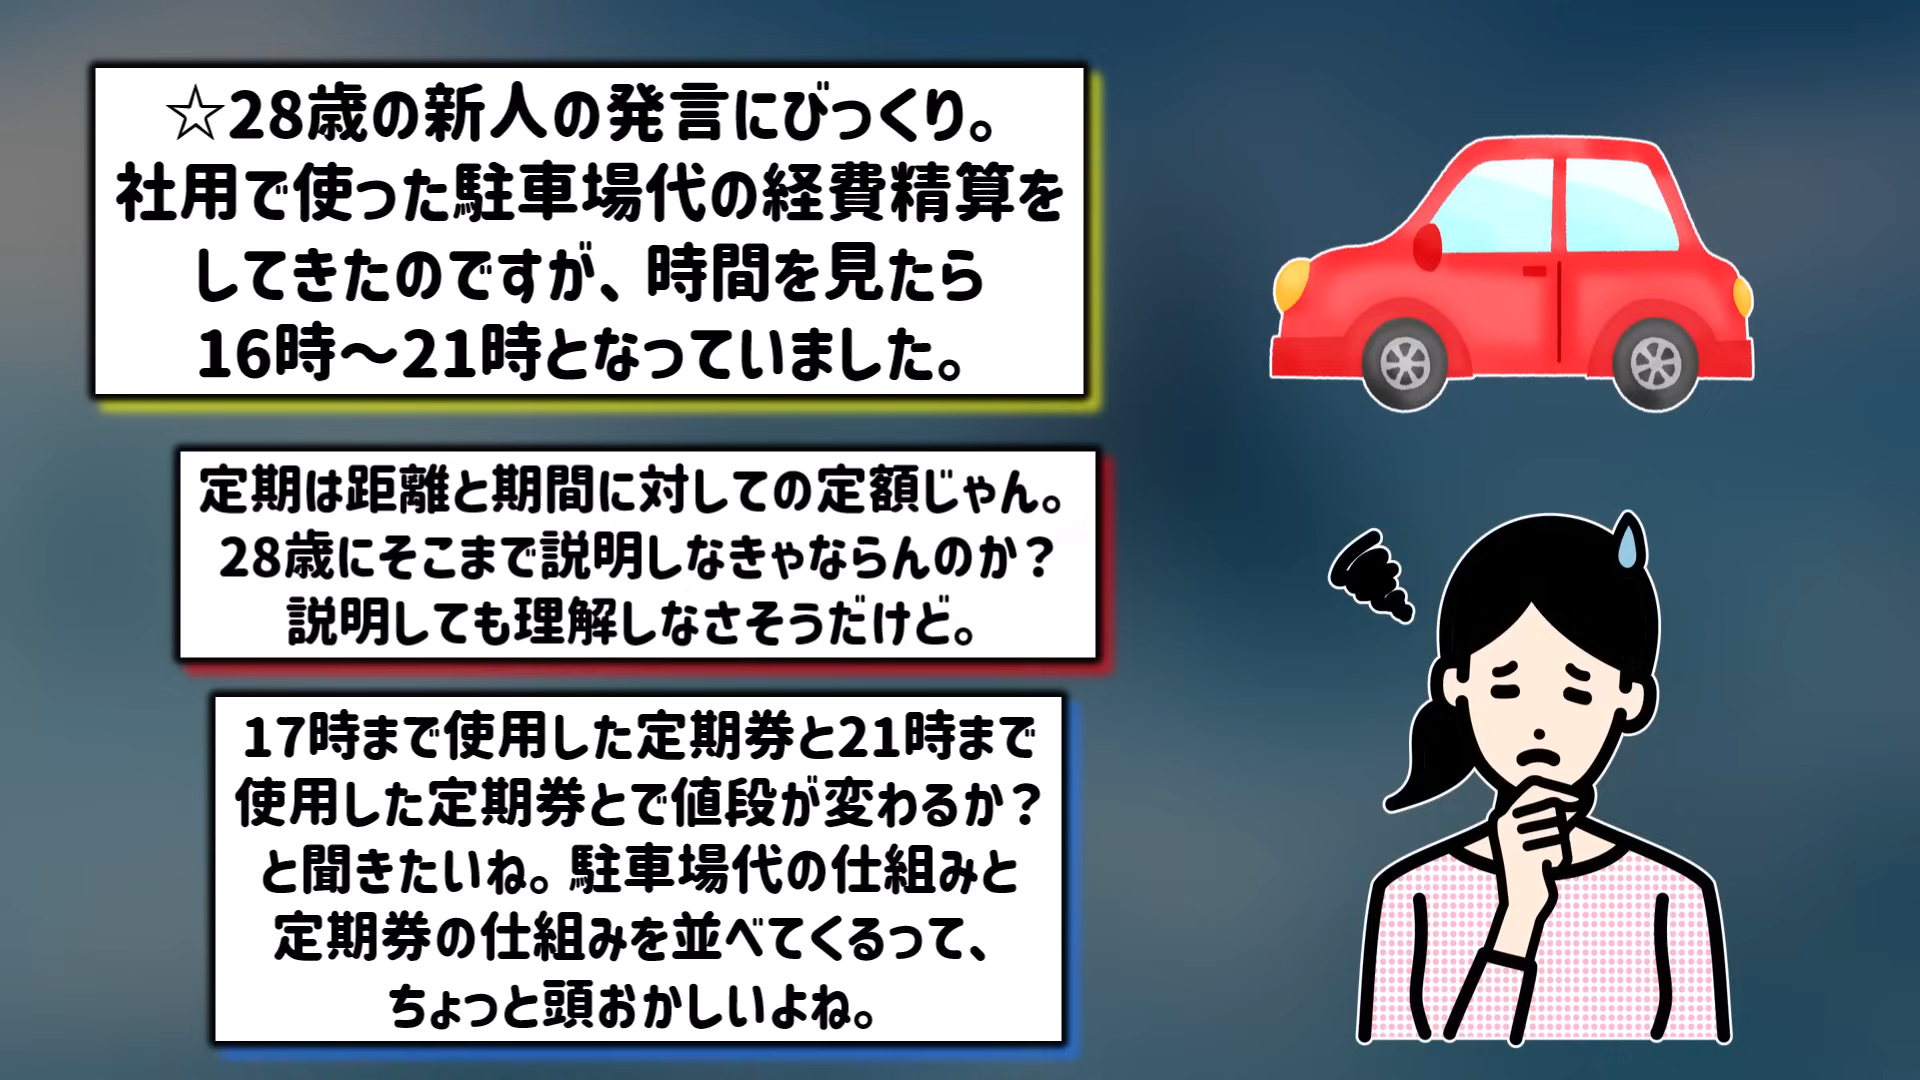 ☆28歳の新人の発言にびっくり。
社用で使った駐車場代の経費精算を
してきたのですが、時間を見たら
16時〜21時となっていました。
定期は距離と期間に対しての定額じゃん。
28歳にそこまで説明しなきゃならんのか？
説明しても理解しなさそうだけど。
17時まで使用した定期券と21時まで
使用した定期券とで値段が変わるか？
と聞きたいね。駐車場代の仕組みと
定期券の仕組みを並べてくるって、
ちょっと頭おかしいよね。